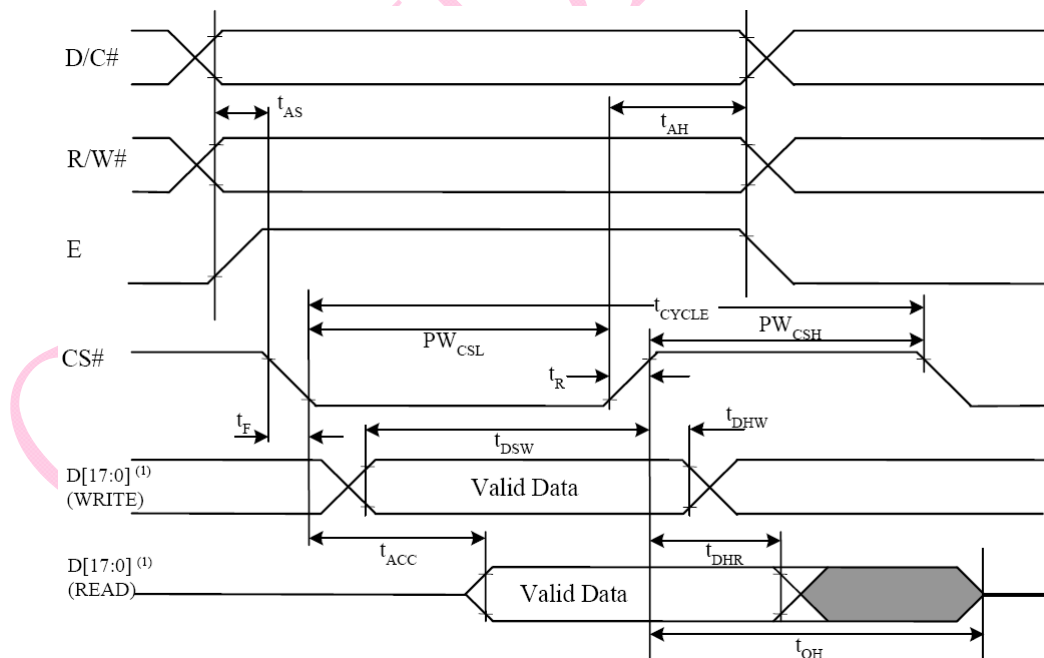 D/C#
tAS
tAH
R/W#
E
tCYCLE
PWCSL
PWCSH
CS#
tR
tF
tDSW
tDHW
D[17:0] (1)
(WRITE)
Valid Data
tACC
tDHR
D[17:0] (1)
(READ)
Valid Data
tOH